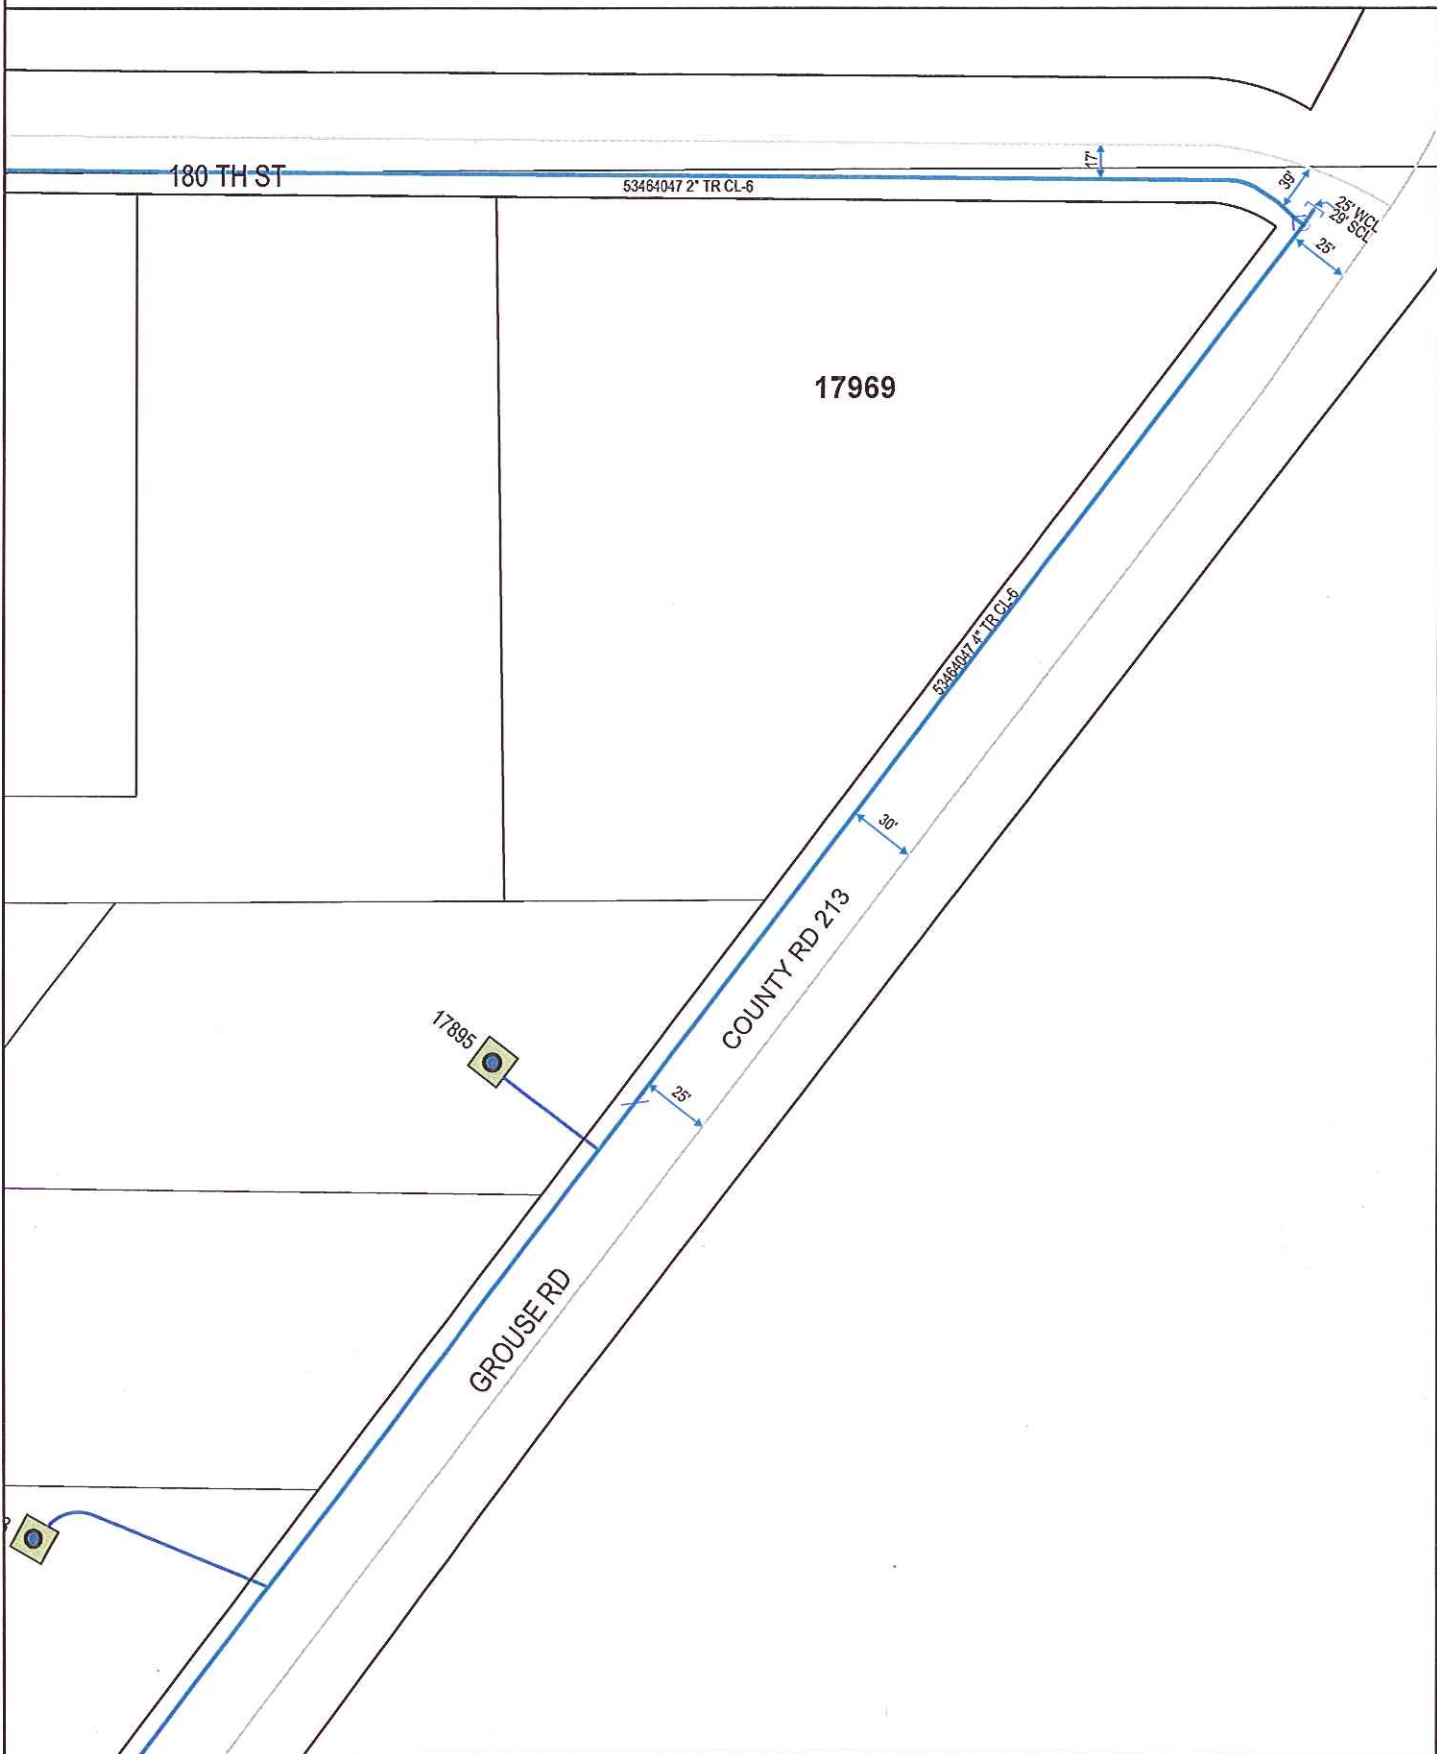 180 TH ST
53464047 2" TR CL-6
17'
39'
25' WCL
29' SCL
25'
17969
53464047 4" TR CL-6
30'
COUNTY RD 213
17895
25'
GROUSE RD